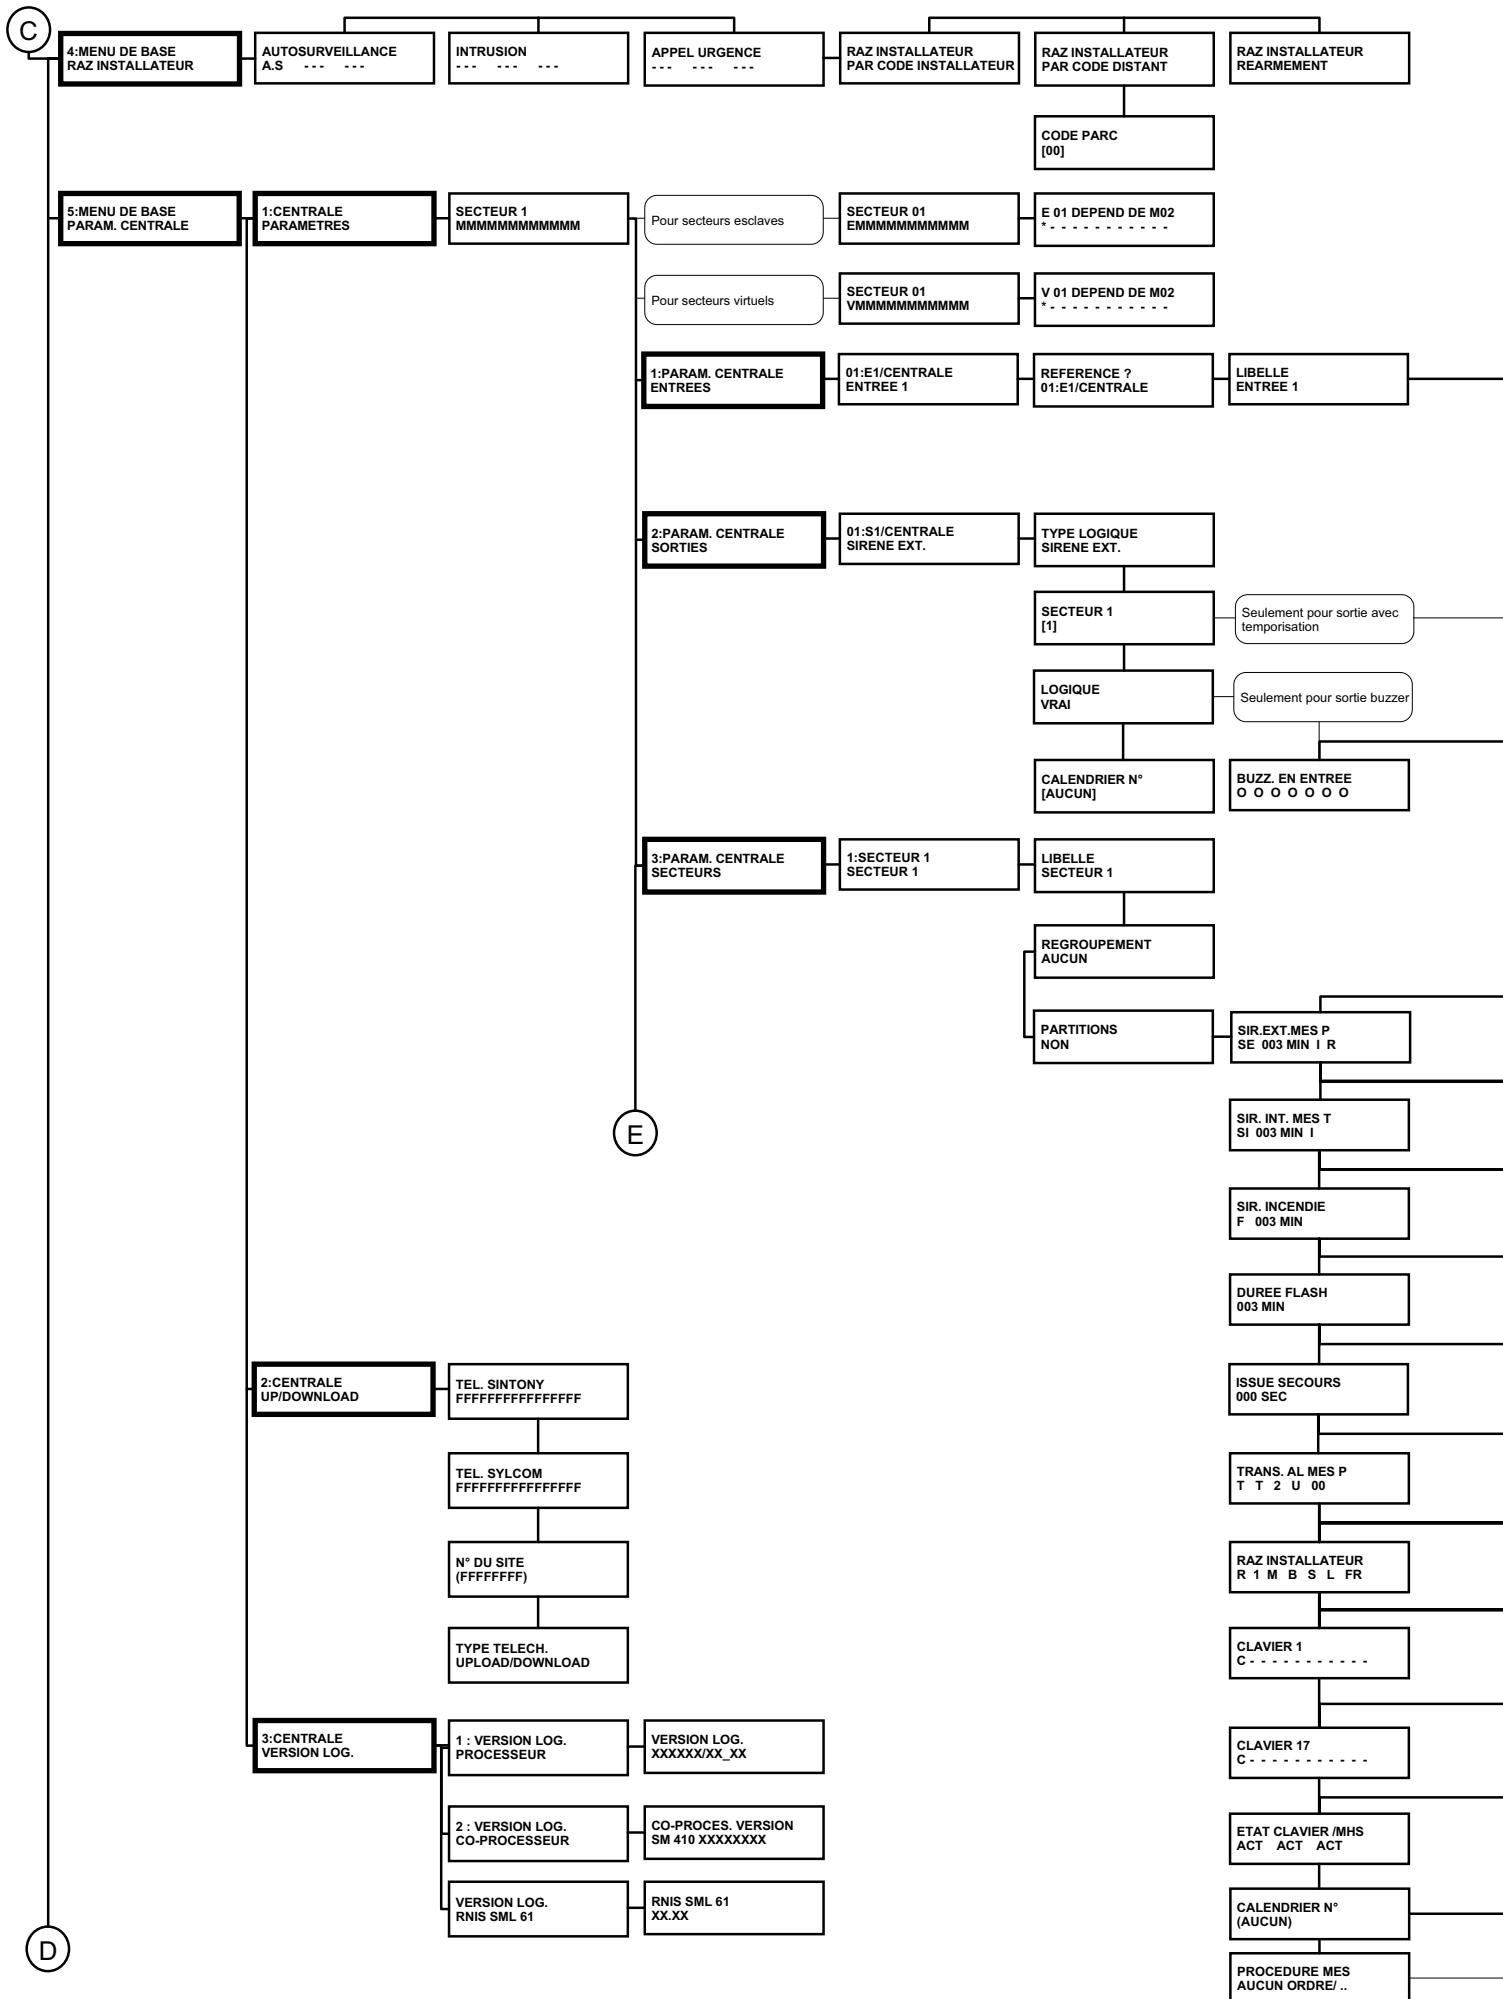 C
4:MENU DE BASE
RAZ INSTALLATEUR
AUTOSURVEILLANCE
A.S --- ---
INTRUSION
--- --- ---
APPEL URGENCE
--- --- ---
RAZ INSTALLATEUR
PAR CODE INSTALLATEUR
RAZ INSTALLATEUR
PAR CODE DISTANT
RAZ INSTALLATEUR
REARMEMENT
CODE PARC
[00]
5:MENU DE BASE
PARAM. CENTRALE
1:CENTRALE
PARAMETRES
SECTEUR 1
MMMMMMMMMMMM
Pour secteurs esclaves
SECTEUR 01
EMMMMMMMMMMM
E 01 DEPEND DE M02
* - - - - - - - - - - -
Pour secteurs virtuels
SECTEUR 01
VMMMMMMMMMMM
V 01 DEPEND DE M02
* - - - - - - - - - - -
1:PARAM. CENTRALE
ENTREES
01:E1/CENTRALE
ENTREE 1
REFERENCE ?
01:E1/CENTRALE
LIBELLE
ENTREE 1
2:PARAM. CENTRALE
SORTIES
01:S1/CENTRALE
SIRENE EXT.
TYPE LOGIQUE
SIRENE EXT.
SECTEUR 1
[1]
Seulement pour sortie avec
temporisation
LOGIQUE
VRAI
Seulement pour sortie buzzer
CALENDRIER N°
[AUCUN]
BUZZ. EN ENTREE
O O O O O O O
3:PARAM. CENTRALE
SECTEURS
1:SECTEUR 1
SECTEUR 1
LIBELLE
SECTEUR 1
REGROUPEMENT
AUCUN
PARTITIONS
NON
SIR.EXT.MES P
SE 003 MIN I R
E
SIR. INT. MES T
SI 003 MIN I
SIR. INCENDIE
F 003 MIN
DUREE FLASH
003 MIN
2:CENTRALE
UP/DOWNLOAD
TEL. SINTONY
FFFFFFFFFFFFFFFF
ISSUE SECOURS
000 SEC
TEL. SYLCOM
FFFFFFFFFFFFFFFF
TRANS. AL MES P
T T 2 U 00
N° DU SITE
(FFFFFFFF)
RAZ INSTALLATEUR
R 1 M B S L FR
TYPE TELECH.
UPLOAD/DOWNLOAD
CLAVIER 1
C - - - - - - - - - - -
3:CENTRALE
VERSION LOG.
1 : VERSION LOG.
PROCESSEUR
VERSION LOG.
XXXXXX/XX_XX
CLAVIER 17
C - - - - - - - - - - -
2 : VERSION LOG.
CO-PROCESSEUR
CO-PROCES. VERSION
SM 410 XXXXXXXX
ETAT CLAVIER /MHS
ACT ACT ACT
VERSION LOG.
RNIS SML 61
RNIS SML 61
XX.XX
CALENDRIER N°
(AUCUN)
D
PROCEDURE MES
AUCUN ORDRE/ ..